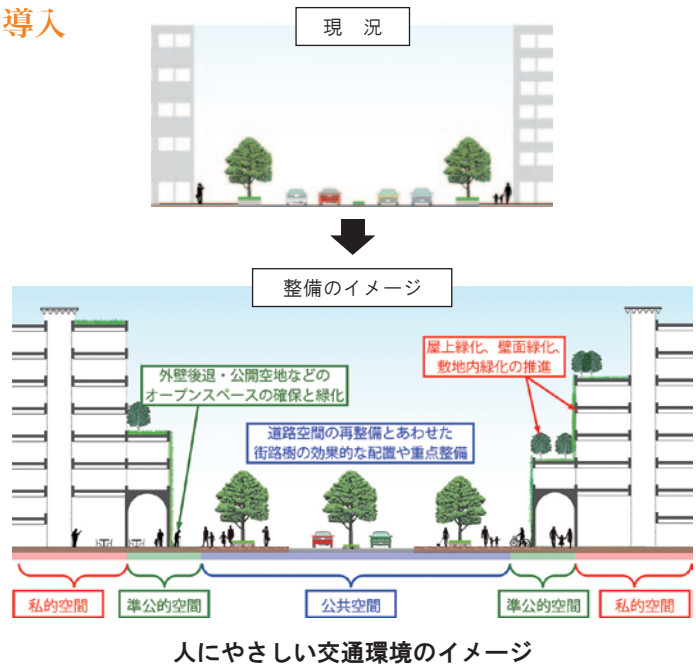 導入
現 況
整備のイメージ
屋上緑化、壁面緑化、
敷地内緑化の推進
外壁後退・公開空地などの
オープンスペースの確保と緑化
道路空間の再整備とあわせた
街路樹の効果的な配置や重点整備
私的空間
準公的空間
公共空間
準公的空間
私的空間
人にやさしい交通環境のイメージ